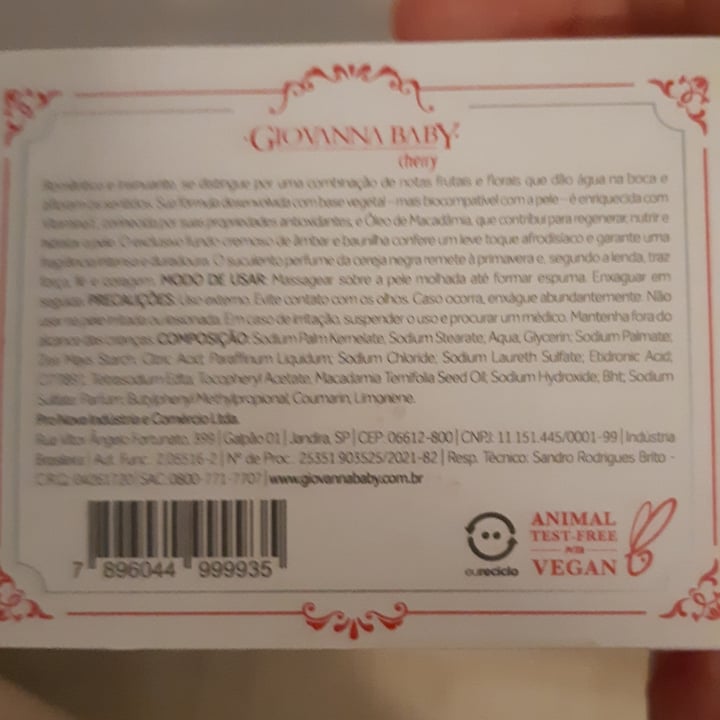 GIOVANNA BABY
cherry
Romântico e irreverente, se distingue por uma combinação de notas frutais e florais que dão água na boca e
os sentidos. Sua fórmula desenvolvida com base vegetal - mais biocompatível com a pele - é enriquecida com
Vitamina E, conhecida por suas propriedades antioxidantes, e Óleo de Macadâmia, que contribui para regenerar, nutrir e
a pele. O exclusivo fundo cremoso de âmbar e baunilha confere um leve toque afrodisíaco e garante uma
fragrância intensa e duradoura. O suculento perfume da cereja negra remete à primavera e, segundo a lenda, traz
força, fé e coragem. MODO DE USAR: Massagear sobre a pele molhada até formar espuma. Enxaguar em
seguida. PRECAUÇÕES: Uso externo. Evite contato com os olhos. Caso ocorra, enxágue abundantemente. Não
usar na pele irritada ou lesionada. Em caso de irritação, suspender o uso e procurar um médico. Mantenha fora do
alcance das crianças. COMPOSIÇÃO: Sodium Palm Kernelate, Sodium Stearate, Aqua, Glycerin; Sodium Palmate;
Zea Mays Starch; Citric Acid; Paraffinum Liquidum; Sodium Chloride; Sodium Laureth Sulfate; Etidronic Acid;
CI 77891; Tetrasodium Edta; Tocopheryl Acetate, Macadamia Ternifolia Seed Oil; Sodium Hydroxide; Bht; Sodium
Sulfate; Parfum; Butylphenyl Methylpropional, Coumarin, Limonene.
Pro Nova Indústria e Comércio Ltda.
Rua Vitor Ângelo Fortunato, 399 | Galpão 01 | Jandira, SP | CEP: 06612-800 | CNPJ: 11.151.445/0001-99 | Indústria
Brasileira | Aut. Func. 2.06516-2 | Nº de Proc. 25351.903525/2021-82 | Resp. Técnico: Sandro Rodrigues Brito -
CRQ: 04261720 | SAC: 0800-771-7707 | www.giovannababy.com.br
7 896044 999935
eureciclo
ANIMAL
TEST-FREE
AND
VEGAN